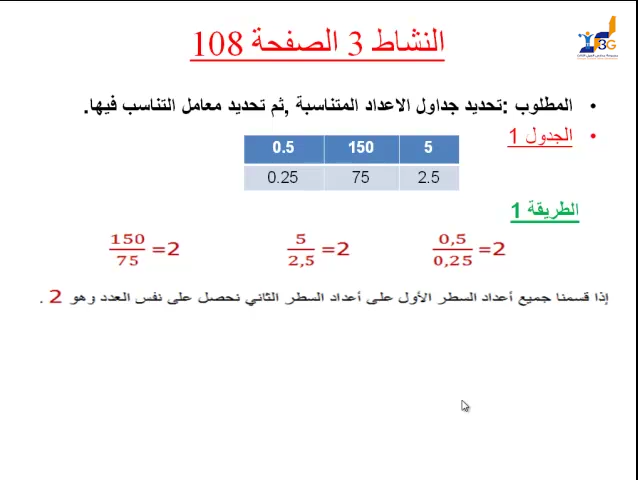 النشاط 3 الصفحة 108
• المطلوب :تحديد جداول الاعداد المتناسبة ,ثم تحديد معامل التناسب فيها.
• الجدول 1
0.5 150 5
0.25 75 2.5
الطريقة 1
150/75 =2 5/2,5 =2 0,5/0,25 =2
إذا قسمنا جميع أعداد السطر الأول على أعداد السطر الثاني نحصل على نفس العدد وهو 2 .